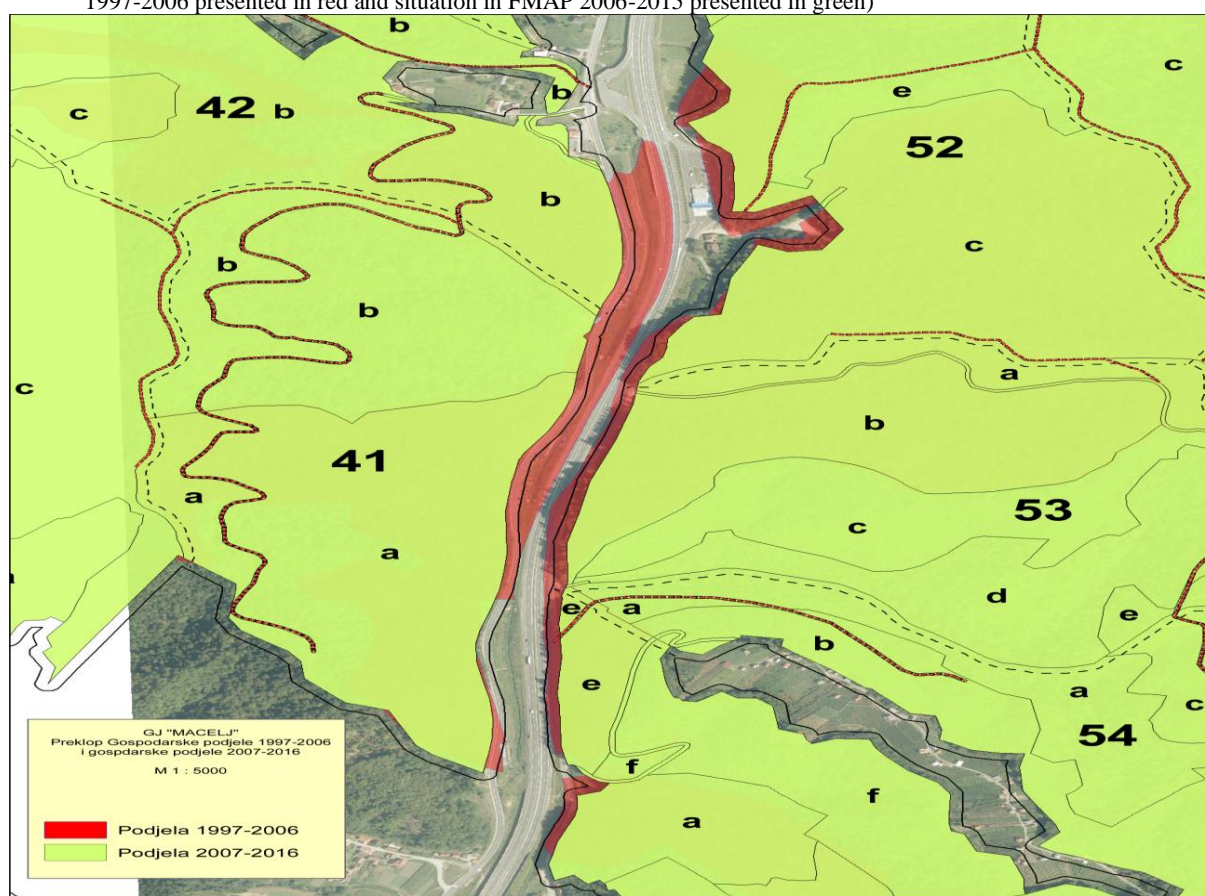 1997-2006 presented in red and situation in FMAP 2006-2015 presented in green)
b
c
c
42 b
b
e
52
b
c
b
b
c
a
b
41
a
53
c
a
d
e
a
e
b
e
a
c
54
f
f
a
a
GJ "MACELJ"
Preklop Gospodarske podjele 1997-2006
i gospdarske podjele 2007-2016
M 1 : 5000
Podjela 1997-2006
Podjela 2007-2016